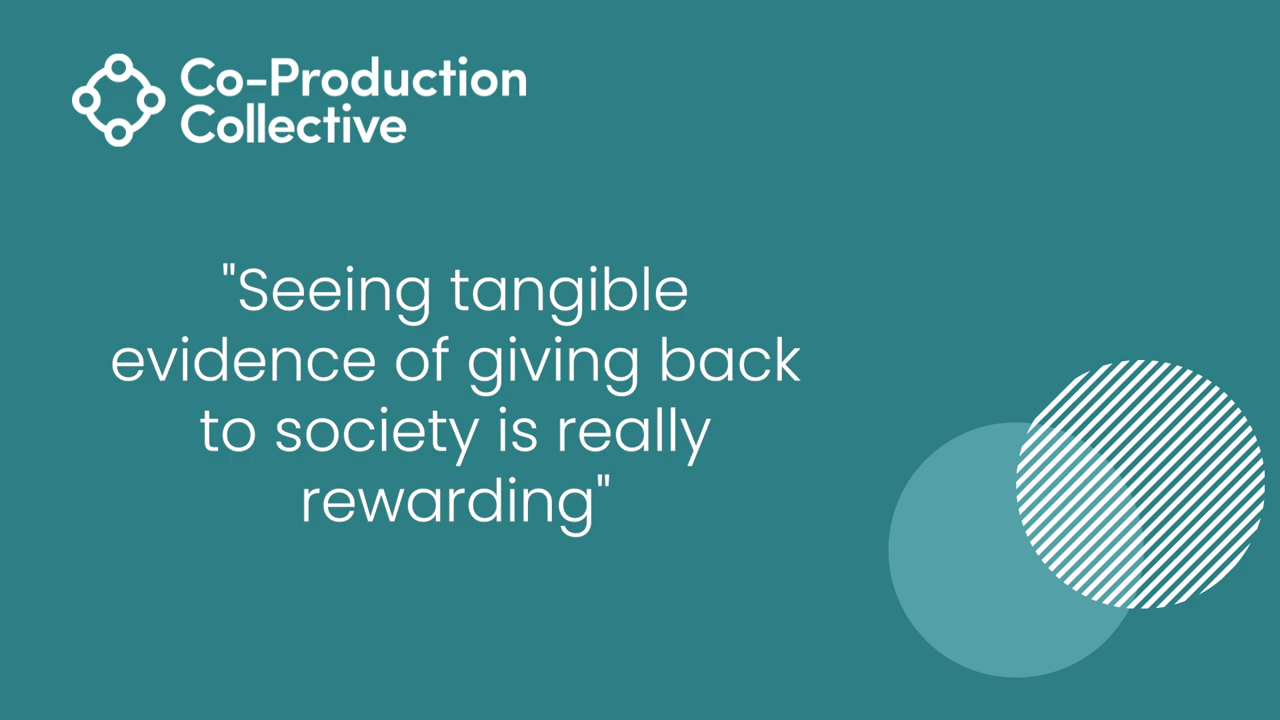 Co-Production
Collective
"Seeing tangible
evidence of giving back
to society is really
rewarding"